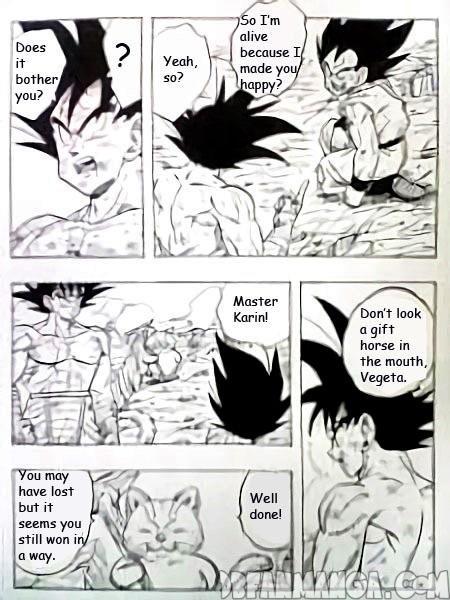 So I'm
alive
because I
made you
happy?
Yeah,
so?
?
Does
it
bother
you?
Don't look
a gift
horse in
the mouth,
Vegeta.
Master
Karin!
Well
done!
You may
have lost
but it
seems you
still won in
a way.
DBFANMANGA.COM